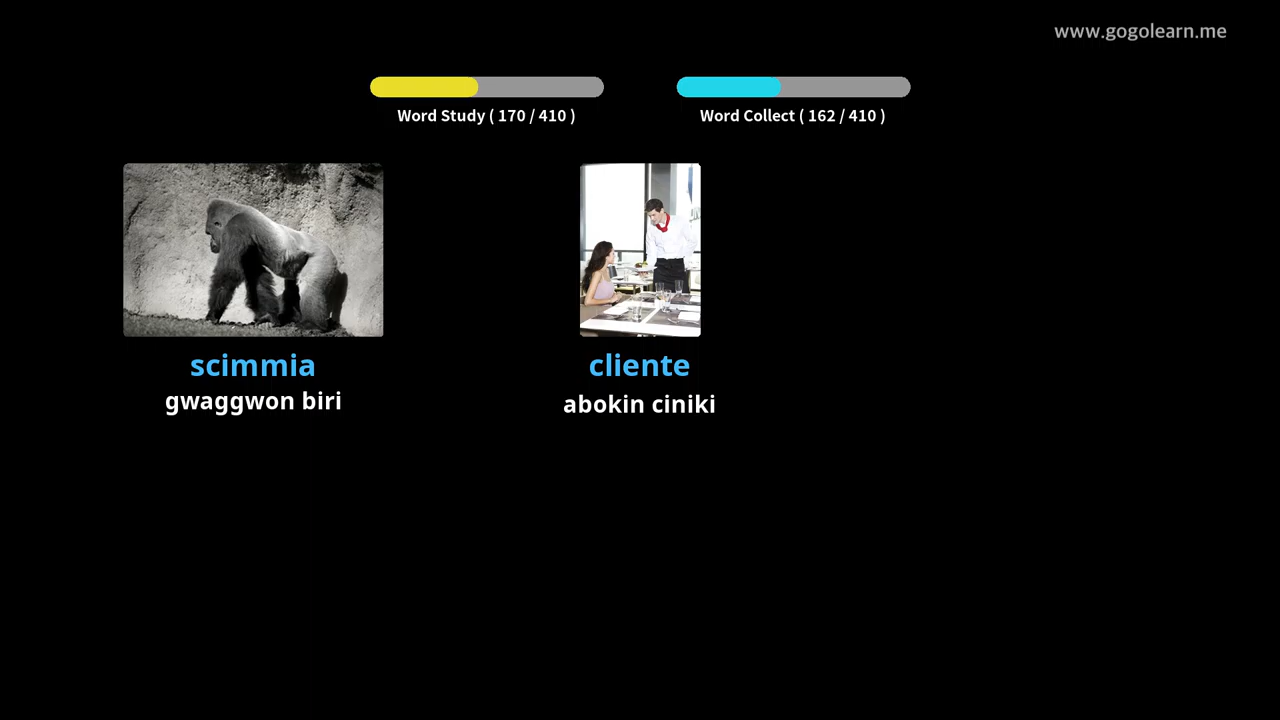 www.gogolearn.me
Word Study ( 170 / 410 )
Word Collect ( 162 / 410 )
scimmia
gwaggwon biri
cliente
abokin ciniki